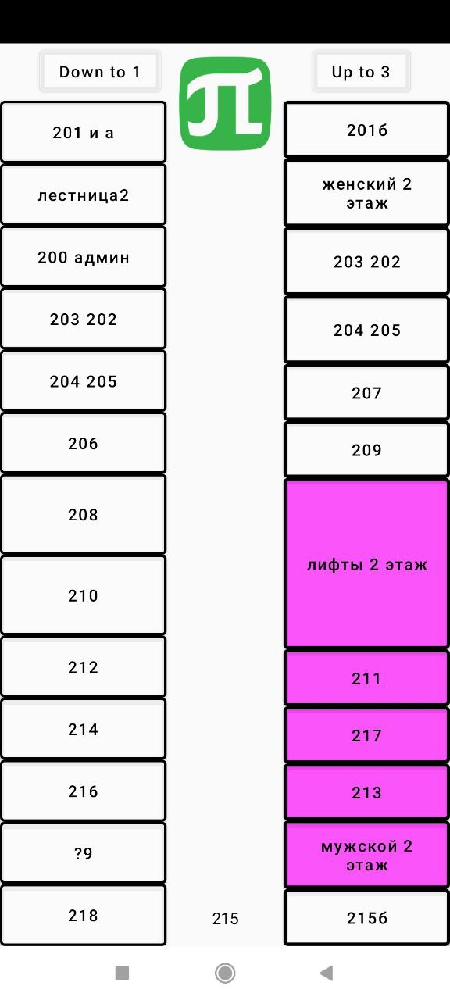 Down to 1
Up to 3
201 и а
лестница2
200 админ
203 202
204 205
206
208
210
212
214
216
?9
218
215
201б
женский 2
этаж
203 202
204 205
207
209
лифты 2 этаж
211
217
213
мужской 2
этаж
215б